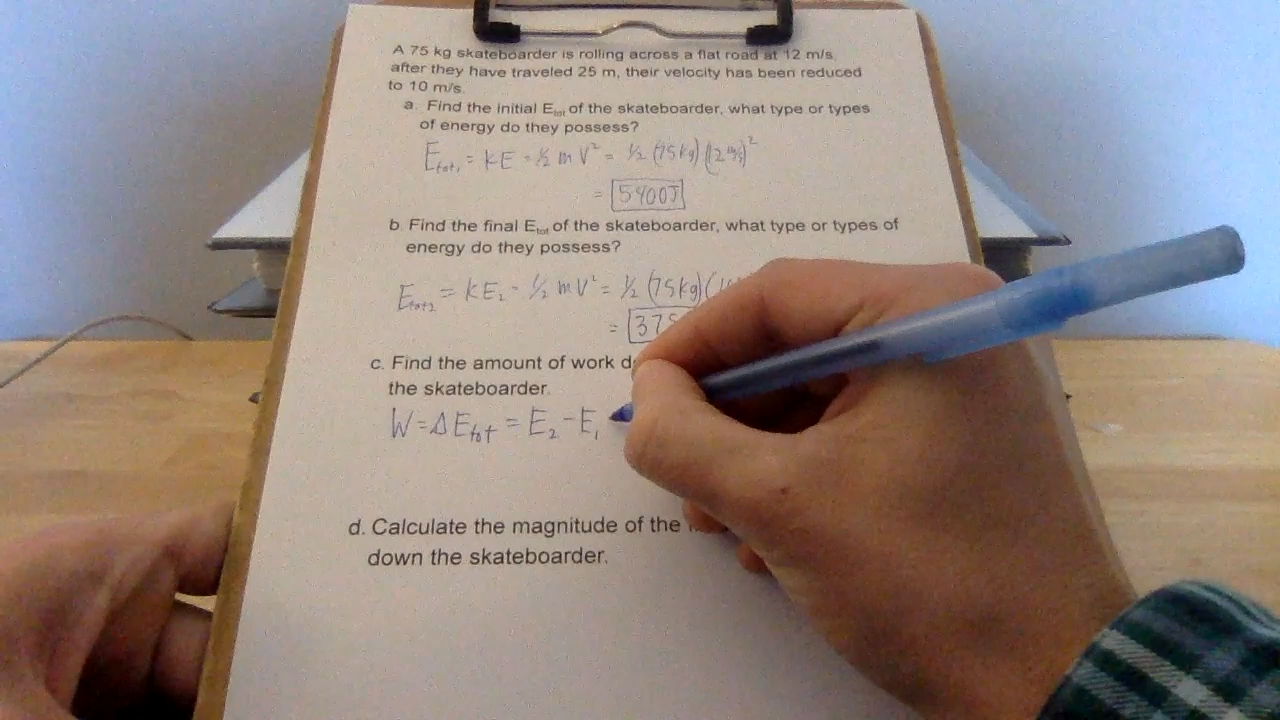 A 75 kg skateboarder is rolling across a flat road at 12 m/s,
after they have traveled 25 m, their velocity has been reduced
to 10 m/s.
a. Find the initial Etot of the skateboarder, what type or types
of energy do they possess?
Etot1 = KE = 1/2 m V² = 1/2 (75kg)(12 m/s)²
= 5400J
b. Find the final Etot of the skateboarder, what type or types of
energy do they possess?
Etot2 = KE2 = 1/2 m V² = 1/2 (75kg)(
= 375
c. Find the amount of work
the skateboarder.
W = Δ Etot = E2 - E1
d. Calculate the magnitude of the
down the skateboarder.